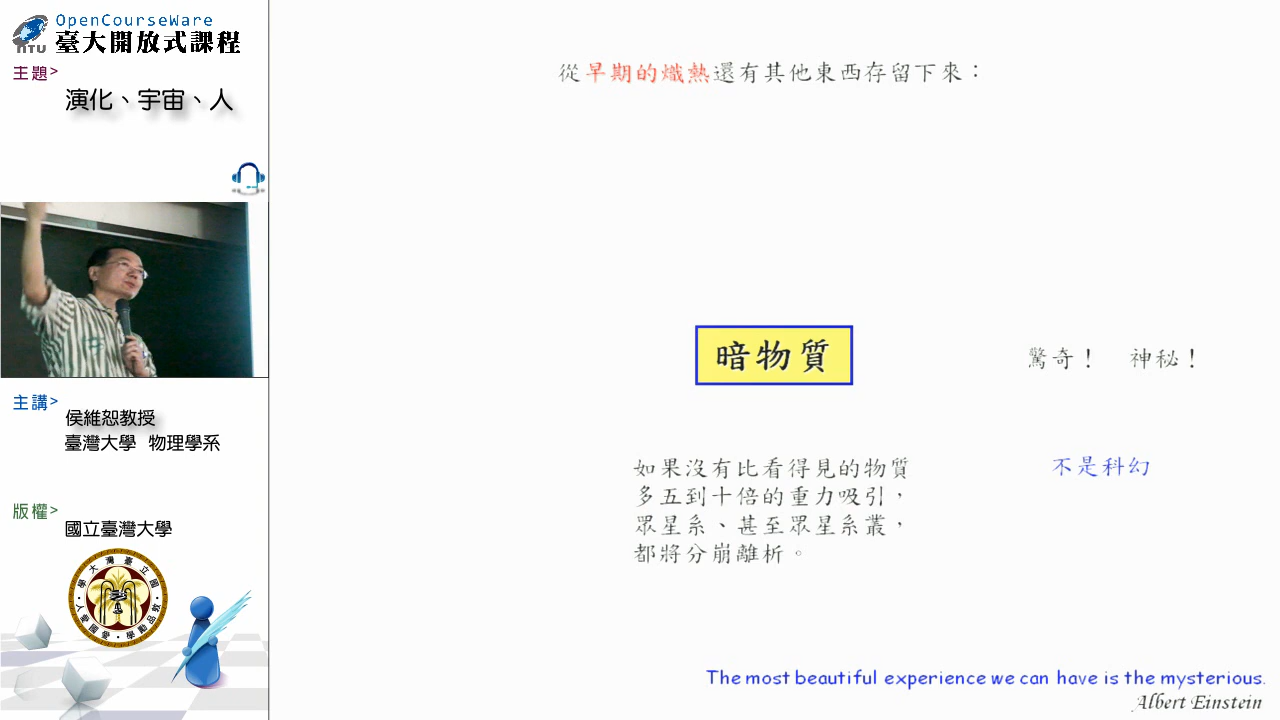 OpenCourseWare
NTU
臺大開放式課程
主題>
演化、宇宙、人
主講>
侯維恕教授
臺灣大學 物理學系
版權>
國立臺灣大學
從早期的熾熱還有其他東西存留下來：
暗物質
驚奇！ 神秘！
如果沒有比看得見的物質
多五到十倍的重力吸引，
眾星系、甚至眾星系叢，
都將分崩離析。
不是科幻
The most beautiful experience we can have is the mysterious.
Albert Einstein